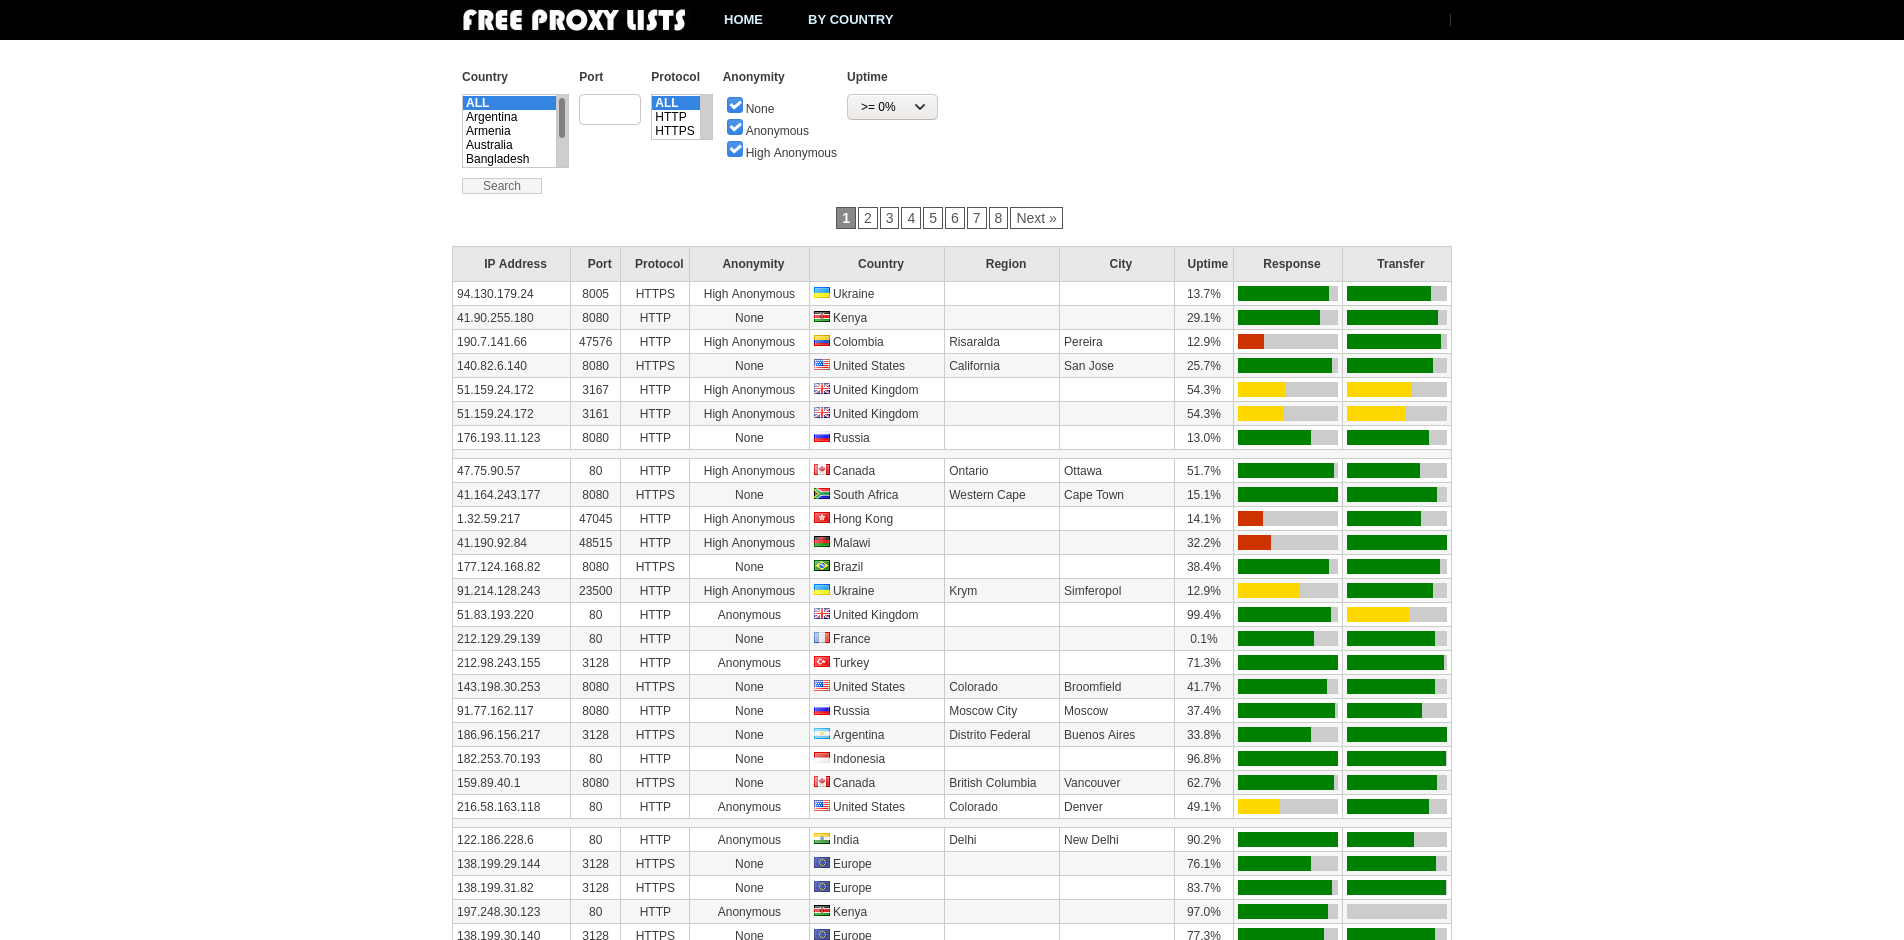 FREE PROXY LISTS HOME BY COUNTRY
Country Port Protocol Anonymity Uptime
ALL ALL None >= 0%
Argentina HTTP Anonymous
Armenia HTTPS High Anonymous
Australia
Bangladesh
Search
1 2 3 4 5 6 7 8 Next »
IP Address Port Protocol Anonymity Country Region City Uptime Response Transfer
94.130.179.24 8005 HTTPS High Anonymous Ukraine 13.7%
41.90.255.180 8080 HTTP None Kenya 29.1%
190.7.141.66 47576 HTTP High Anonymous Colombia Risaralda Pereira 12.9%
140.82.6.140 8080 HTTPS None United States California San Jose 25.7%
51.159.24.172 3167 HTTP High Anonymous United Kingdom 54.3%
51.159.24.172 3161 HTTP High Anonymous United Kingdom 54.3%
176.193.11.123 8080 HTTP None Russia 13.0%
47.75.90.57 80 HTTP High Anonymous Canada Ontario Ottawa 51.7%
41.164.243.177 8080 HTTPS None South Africa Western Cape Cape Town 15.1%
1.32.59.217 47045 HTTP High Anonymous Hong Kong 14.1%
41.190.92.84 48515 HTTP High Anonymous Malawi 32.2%
177.124.168.82 8080 HTTPS None Brazil 38.4%
91.214.128.243 23500 HTTP High Anonymous Ukraine Krym Simferopol 12.9%
51.83.193.220 80 HTTP Anonymous United Kingdom 99.4%
212.129.29.139 80 HTTP None France 0.1%
212.98.243.155 3128 HTTP Anonymous Turkey 71.3%
143.198.30.253 8080 HTTPS None United States Colorado Broomfield 41.7%
91.77.162.117 8080 HTTP None Russia Moscow City Moscow 37.4%
186.96.156.217 3128 HTTPS None Argentina Distrito Federal Buenos Aires 33.8%
182.253.70.193 80 HTTP None Indonesia 96.8%
159.89.40.1 8080 HTTPS None Canada British Columbia Vancouver 62.7%
216.58.163.118 80 HTTP Anonymous United States Colorado Denver 49.1%
122.186.228.6 80 HTTP Anonymous India Delhi New Delhi 90.2%
138.199.29.144 3128 HTTPS None Europe 76.1%
138.199.31.82 3128 HTTPS None Europe 83.7%
197.248.30.123 80 HTTP Anonymous Kenya 97.0%
138.199.30.140 3128 HTTPS None Europe 77.3%